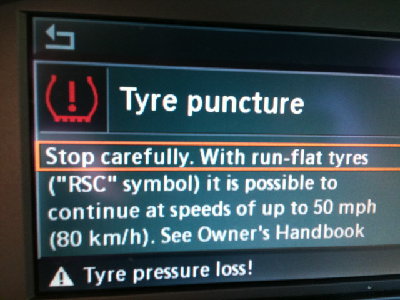 Tyre puncture
Stop carefully. With run-flat tyres
("RSC" symbol) it is possible to
continue at speeds of up to 50 mph
(80 km/h). See Owner's Handbook
Tyre pressure loss!